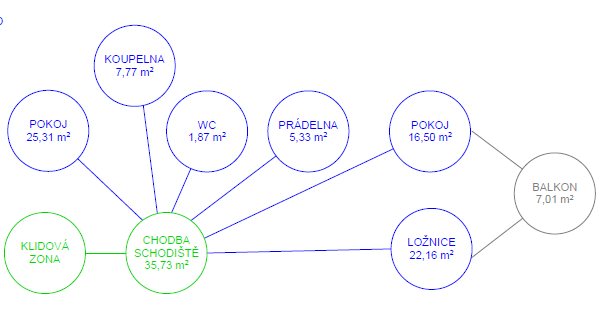 KOUPELNA
7,77 m²
POKOJ
25,31 m²
WC
1,87 m²
PRÁDELNA
5,33 m²
POKOJ
16,50 m²
BALKON
7,01 m²
KLIDOVÁ
ZONA
CHODBA
SCHODIŠTĚ
35,73 m²
LOŽNICE
22,16 m²